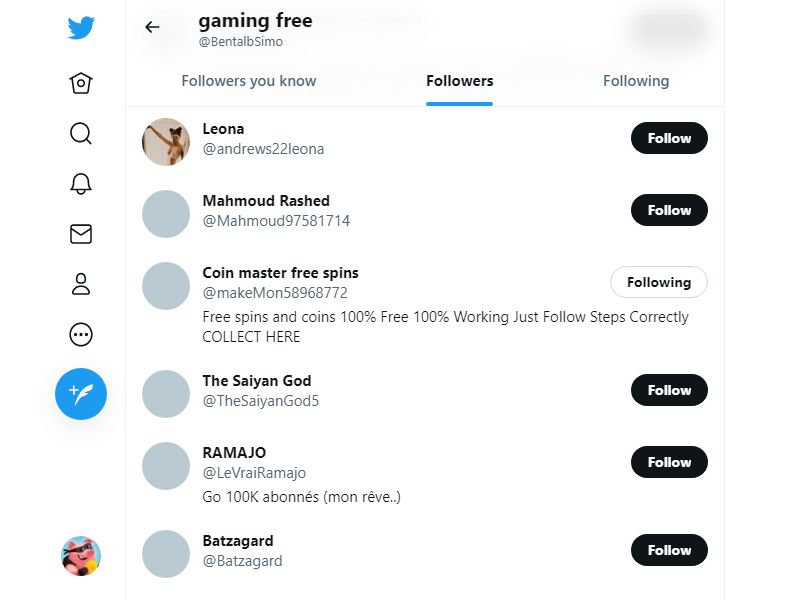 gaming free
@BentalbSimo
Followers you know
Followers
Following
Leona
@andrews22leona
Follow
Mahmoud Rashed
@Mahmoud97581714
Follow
Coin master free spins
@makeMon58968772
Following
Free spins and coins 100% Free 100% Working Just Follow Steps Correctly
COLLECT HERE
The Saiyan God
@TheSaiyanGod5
Follow
RAMAJO
@LeVraiRamajo
Follow
Go 100K abonnés (mon rêve..)
Batzagard
@Batzagard
Follow